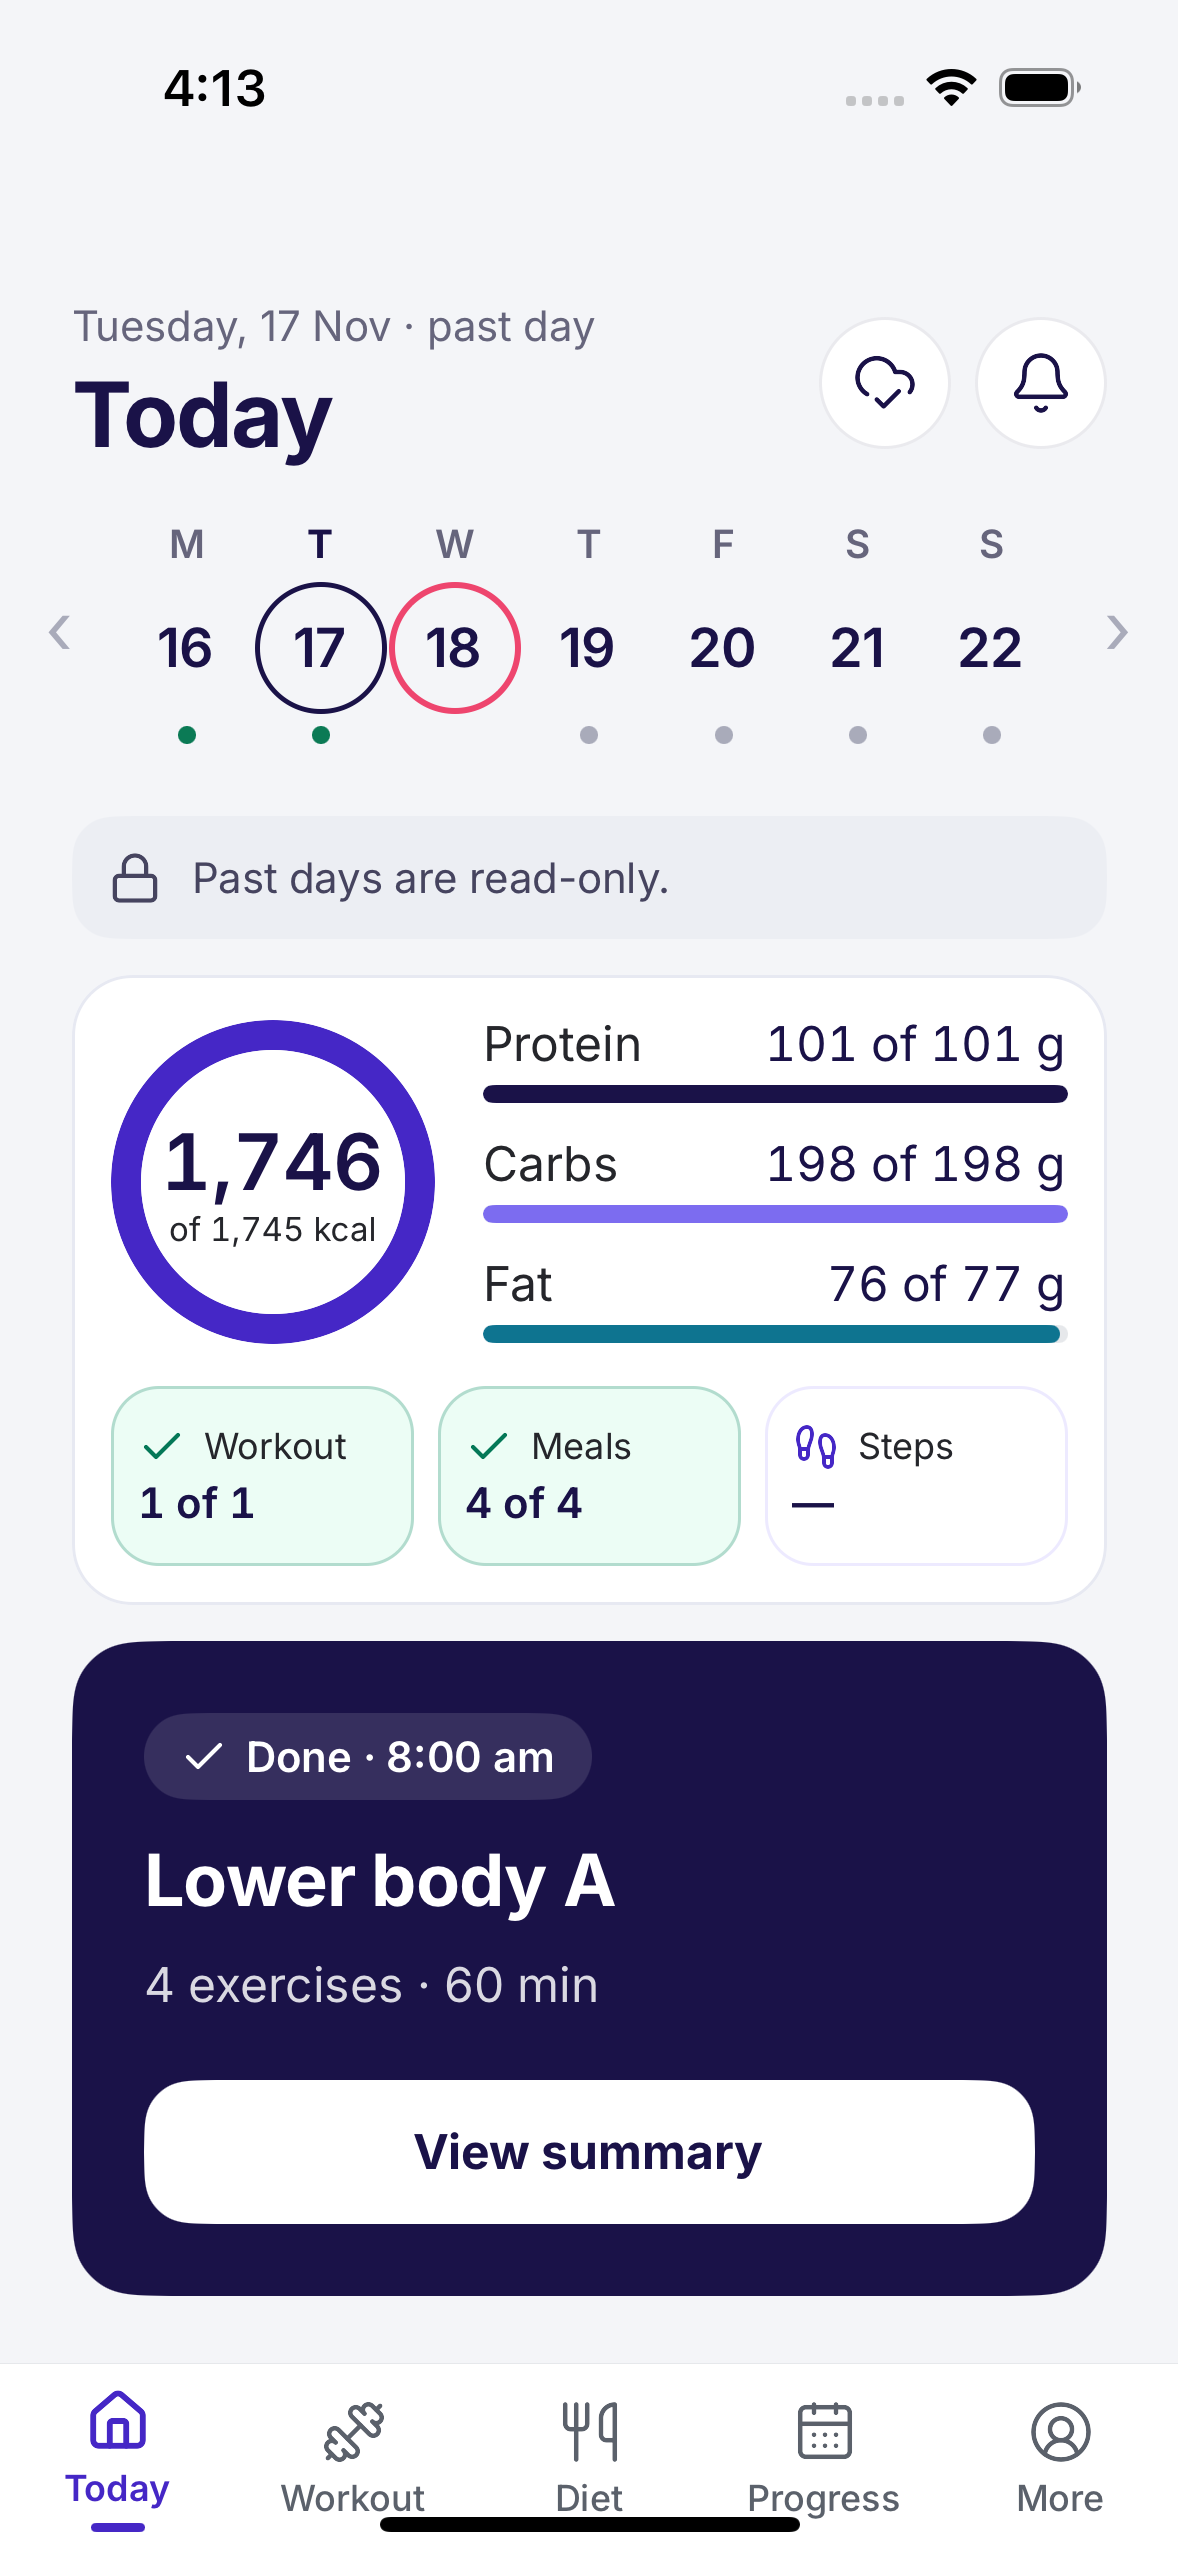 4:13
Tuesday, 17 Nov · past day
Today
M T W T F S S
‹ 16 17 18 19 20 21 22 ›
Past days are read-only.
1,746
of 1,745 kcal
Protein 101 of 101 g
Carbs 198 of 198 g
Fat 76 of 77 g
Workout
1 of 1
Meals
4 of 4
Steps
—
Done · 8:00 am
Lower body A
4 exercises · 60 min
View summary
Today Workout Diet Progress More